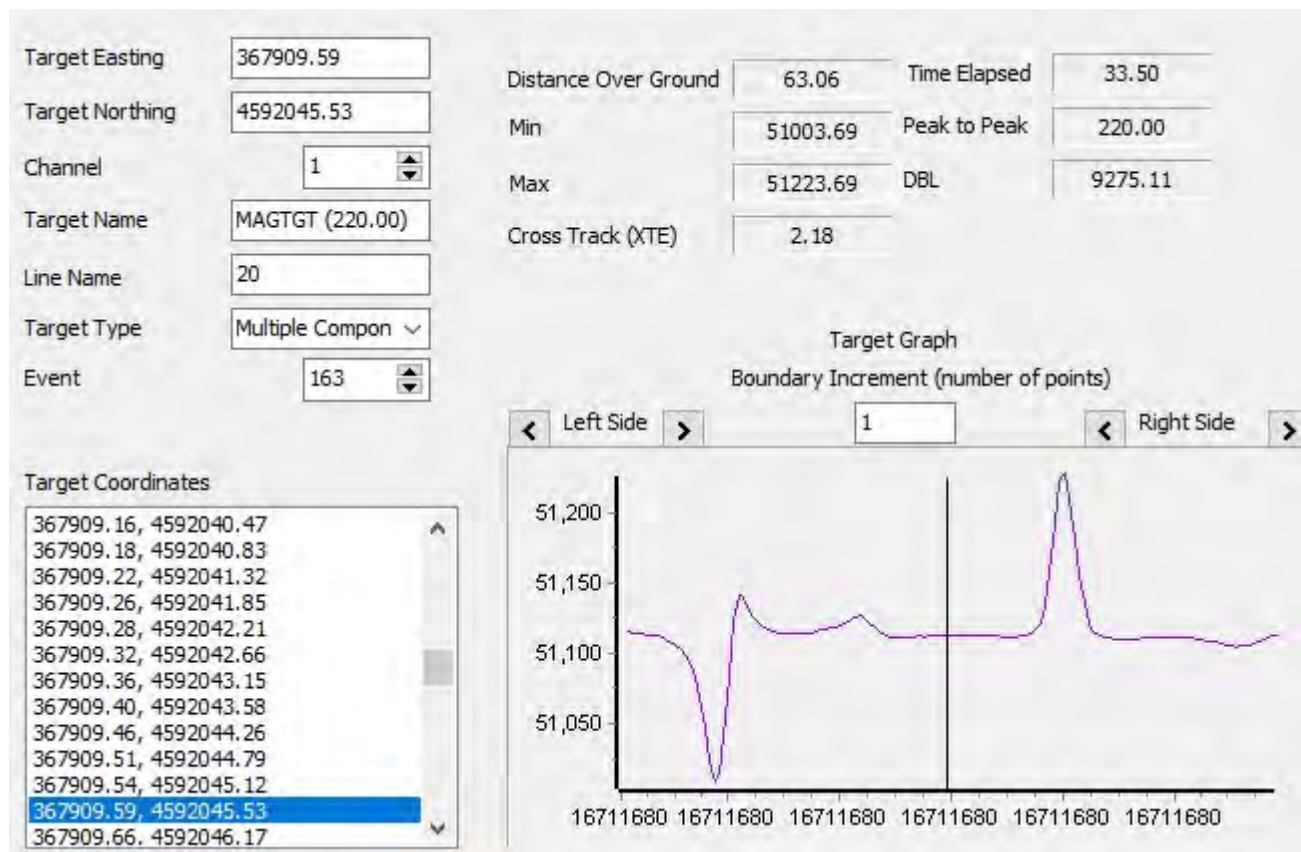 Target Easting 367909.59
Target Northing 4592045.53
Channel 1
Target Name MAGTGT (220.00)
Line Name 20
Target Type Multiple Compon
Event 163
Target Coordinates
367909.16, 4592040.47
367909.18, 4592040.83
367909.22, 4592041.32
367909.26, 4592041.85
367909.28, 4592042.21
367909.32, 4592042.66
367909.36, 4592043.15
367909.40, 4592043.58
367909.46, 4592044.26
367909.51, 4592044.79
367909.54, 4592045.12
367909.59, 4592045.53
367909.66, 4592046.17
Distance Over Ground 63.06 Time Elapsed 33.50
Min 51003.69 Peak to Peak 220.00
Max 51223.69 DBL 9275.11
Cross Track (XTE) 2.18
Target Graph
Boundary Increment (number of points)
Left Side 1 Right Side
51,200
51,150
51,100
51,050
16711680 16711680 16711680 16711680 16711680 16711680